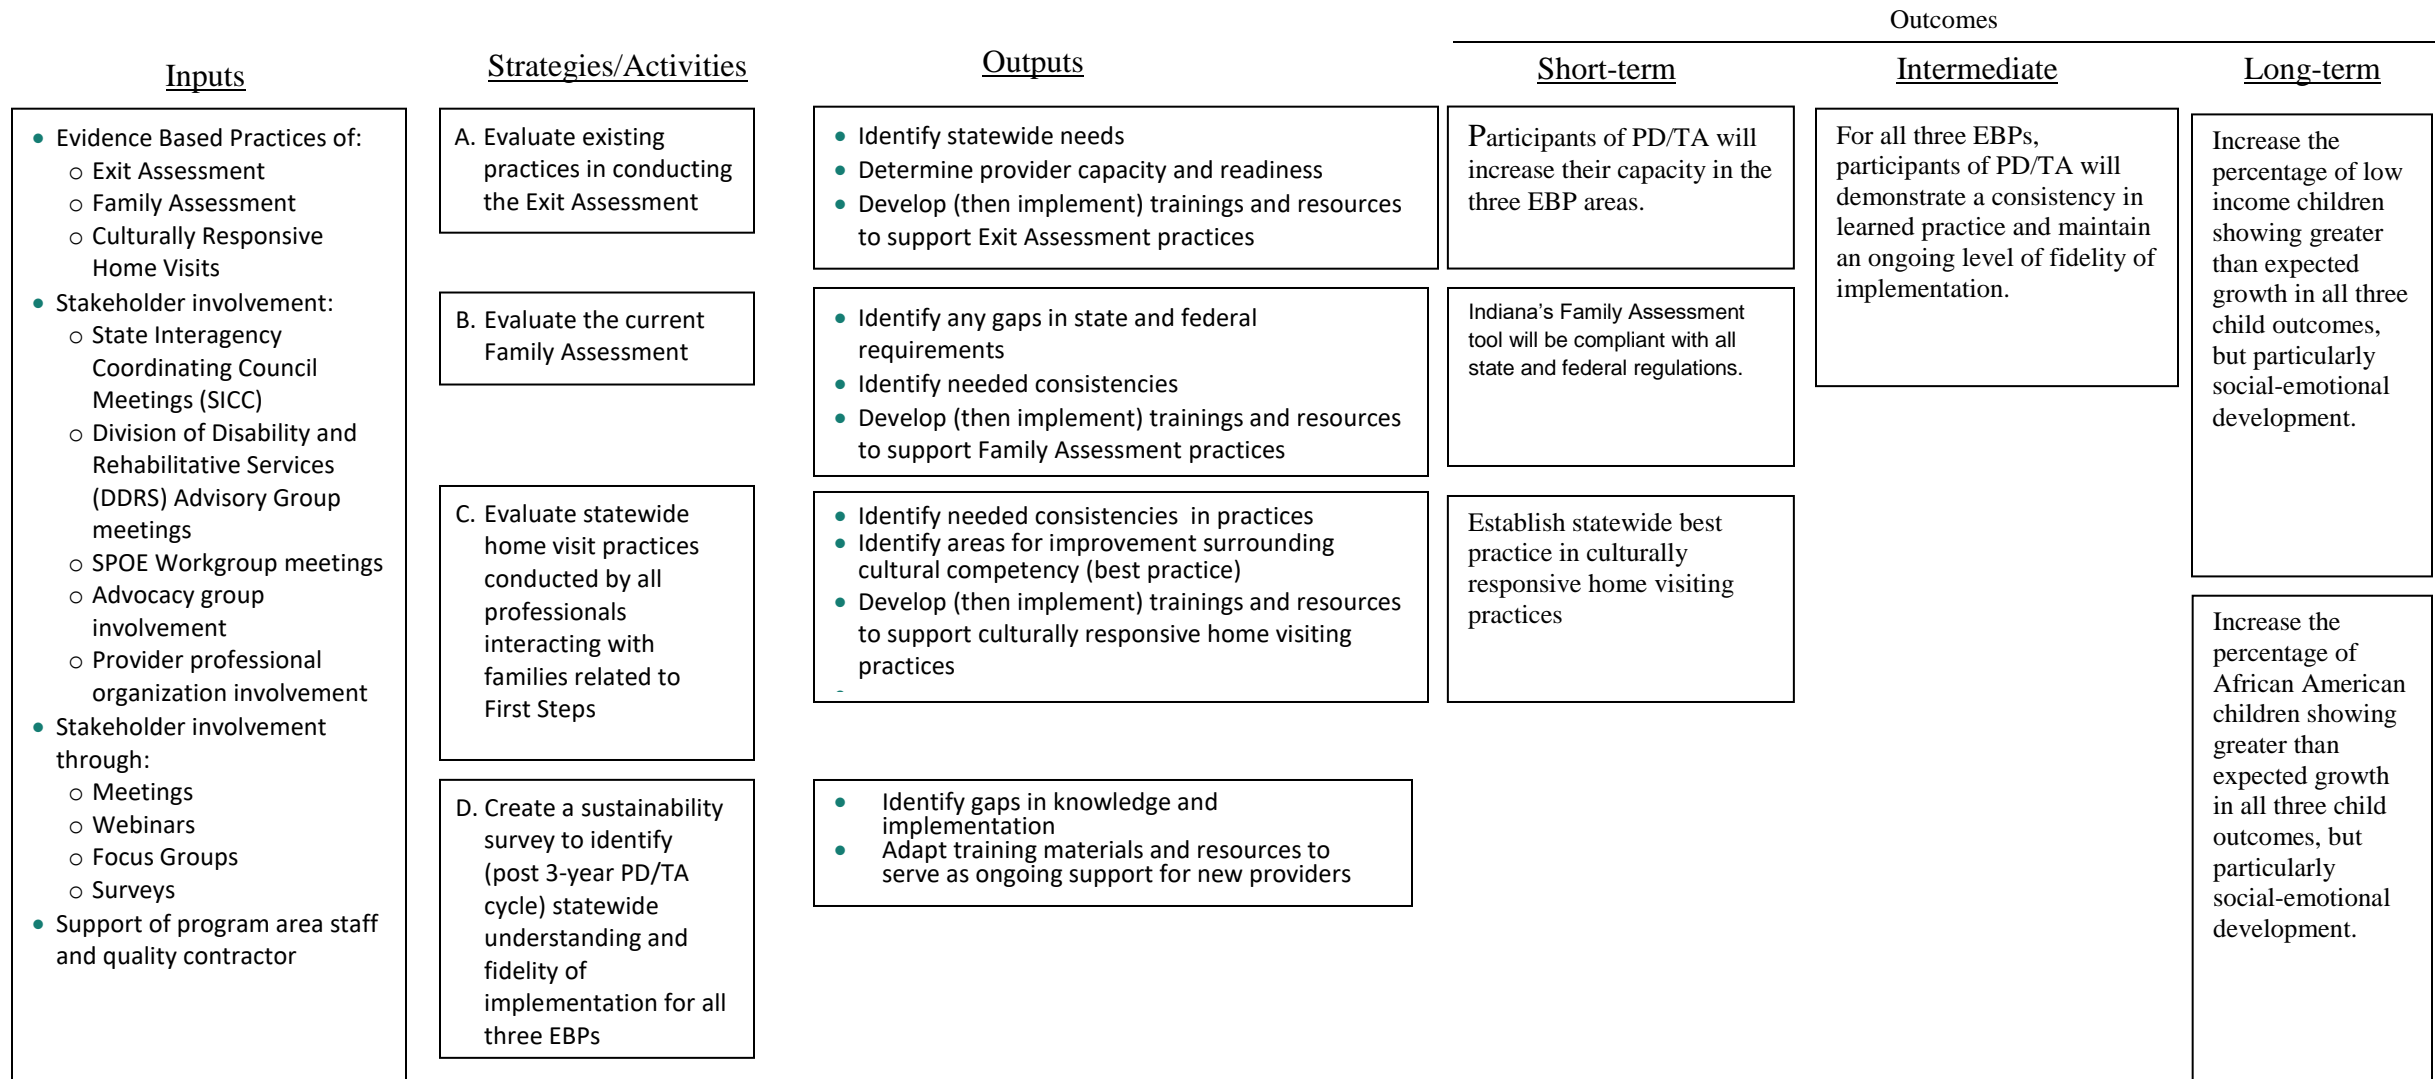 Outcomes
Inputs
Strategies/Activities
Outputs
Short-term
Intermediate
Long-term
• Evidence Based Practices of:
o Exit Assessment
o Family Assessment
o Culturally Responsive
Home Visits
• Stakeholder involvement:
o State Interagency
Coordinating Council
Meetings (SICC)
o Division of Disability and
Rehabilitative Services
(DDRS) Advisory Group
meetings
o SPOE Workgroup meetings
o Advocacy group
involvement
o Provider professional
organization involvement
• Stakeholder involvement
through:
o Meetings
o Webinars
o Focus Groups
o Surveys
• Support of program area staff
and quality contractor
A. Evaluate existing
practices in conducting
the Exit Assessment
B. Evaluate the current
Family Assessment
C. Evaluate statewide
home visit practices
conducted by all
professionals
interacting with
families related to
First Steps
D. Create a sustainability
survey to identify
(post 3-year PD/TA
cycle) statewide
understanding and
fidelity of
implementation for all
three EBPs
• Identify statewide needs
• Determine provider capacity and readiness
• Develop (then implement) trainings and resources
to support Exit Assessment practices
• Identify any gaps in state and federal
requirements
• Identify needed consistencies
• Develop (then implement) trainings and resources
to support Family Assessment practices
• Identify needed consistencies in practices
• Identify areas for improvement surrounding
cultural competency (best practice)
• Develop (then implement) trainings and resources
to support culturally responsive home visiting
practices
• Identify gaps in knowledge and
implementation
• Adapt training materials and resources to
serve as ongoing support for new providers
Participants of PD/TA will
increase their capacity in the
three EBP areas.
Indiana's Family Assessment
tool will be compliant with all
state and federal regulations.
Establish statewide best
practice in culturally
responsive home visiting
practices
For all three EBPs,
participants of PD/TA will
demonstrate a consistency in
learned practice and maintain
an ongoing level of fidelity of
implementation.
Increase the
percentage of low
income children
showing greater
than expected
growth in all three
child outcomes,
but particularly
social-emotional
development.
Increase the
percentage of
African American
children showing
greater than
expected growth
in all three child
outcomes, but
particularly
social-emotional
development.